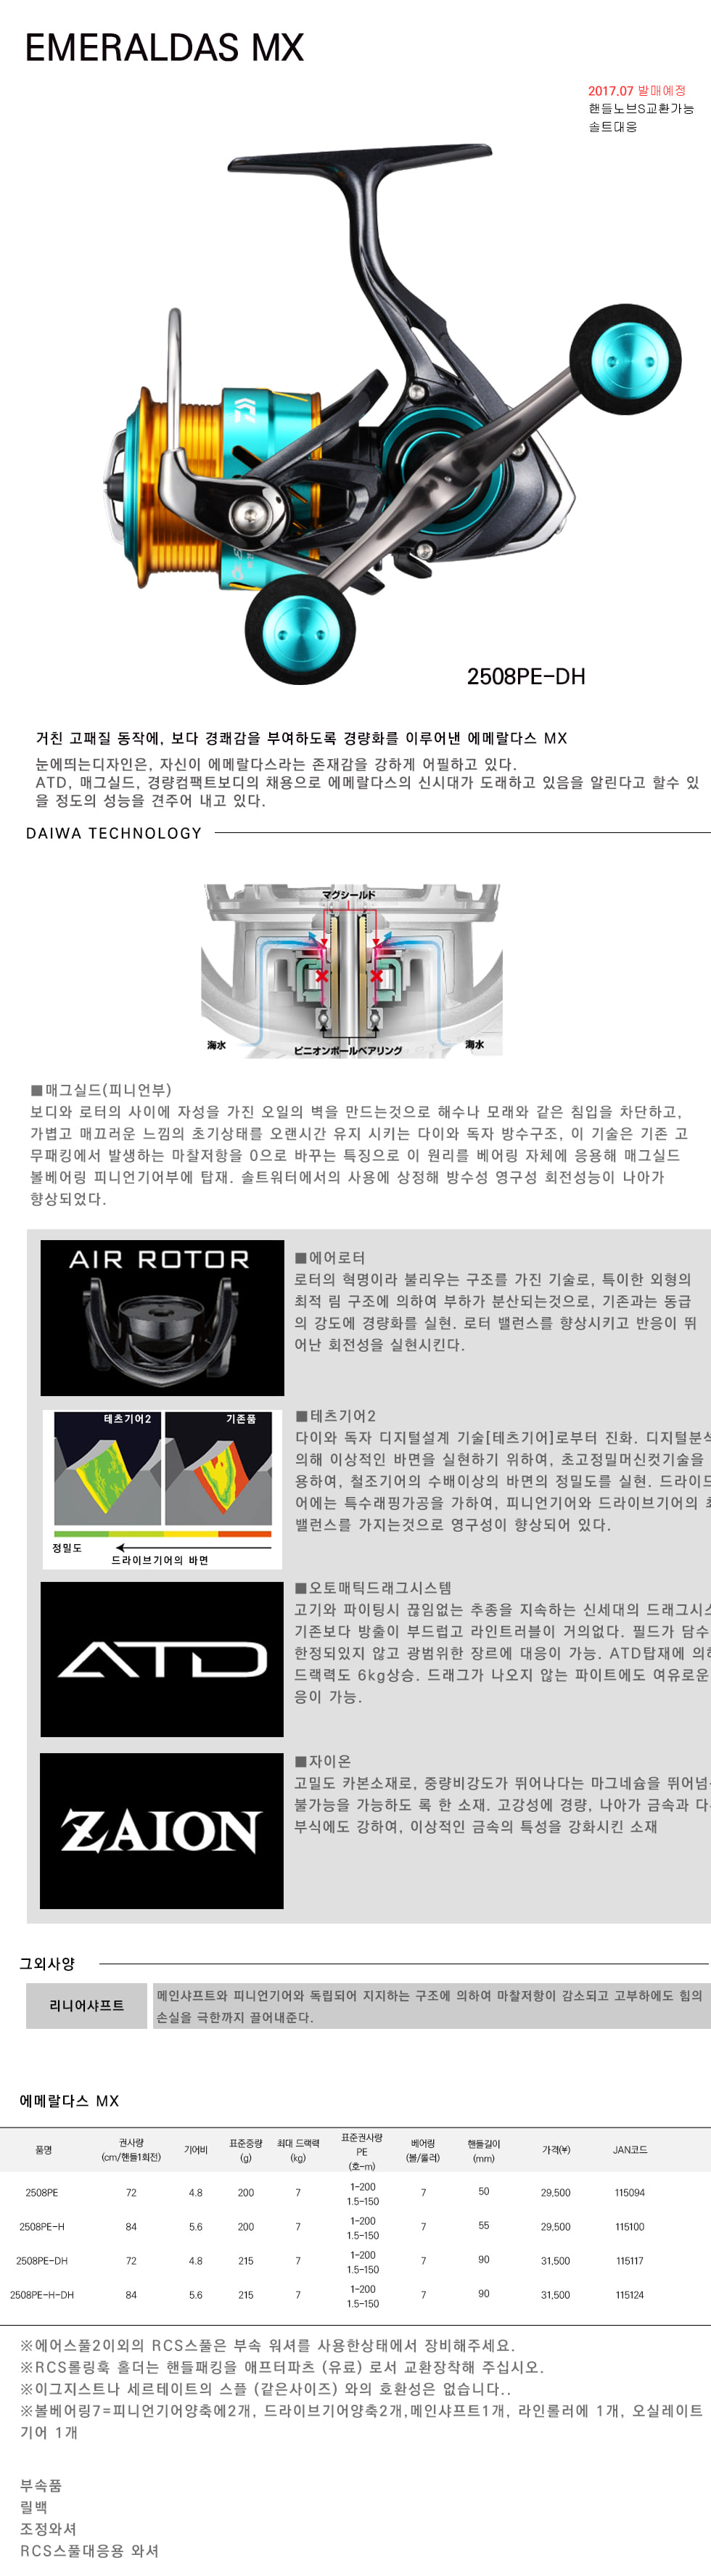 EMERALDAS MX
2017.07 발매예정
핸들노브S교환가능
솔트대응
2508PE-DH
거친 고패질 동작에, 보다 경쾌감을 부여하도록 경량화를 이루어낸 에메랄다스 MX
눈에띄는디자인은, 자신이 에메랄다스라는 존재감을 강하게 어필하고 있다.
ATD, 매그실드, 경량컴팩트보디의 채용으로 에메랄다스의 신시대가 도래하고 있음을 알린다고 할수 있
을 정도의 성능을 견주어 내고 있다.
DAIWA TECHNOLOGY
マグシールド
海水
ピニオンボールベアリング
海水
■매그실드(피니언부)
보디와 로터의 사이에 자성을 가진 오일의 벽을 만드는것으로 해수나 모래와 같은 침입을 차단하고,
가볍고 매끄러운 느낌의 초기상태를 오랜시간 유지 시키는 다이와 독자 방수구조, 이 기술은 기존 고
무패킹에서 발생하는 마찰저항을 0으로 바꾸는 특징으로 이 원리를 베어링 자체에 응용해 매그실드
볼베어링 피니언기어부에 탑재. 솔트워터에서의 사용에 상정해 방수성 영구성 회전성능이 나아가
향상되었다.
AIR ROTOR
■에어로터
로터의 혁명이라 불리우는 구조를 가진 기술로, 특이한 외형의
최적 림 구조에 의하여 부하가 분산되는것으로, 기존과는 동급
의 강도에 경량화를 실현. 로터 밸런스를 향상시키고 반응이 뛰
어난 회전성을 실현시킨다.
테츠기어2 기존품
정밀도
드라이브기어의 바면
■테츠기어2
다이와 독자 디지털설계 기술[테츠기어]로부터 진화. 디지털분석
의해 이상적인 바면을 실현하기 위하여, 초고정밀머신컷기술을
용하여, 철조기어의 수배이상의 바면의 정밀도를 실현. 드라이브
어에는 특수래핑가공을 가하여, 피니언기어와 드라이브기어의
밸런스를 가지는것으로 영구성이 향상되어 있다.
ATD
■오토매틱드래그시스템
고기와 파이팅시 끊임없는 추종을 지속하는 신세대의 드래그시스
기존보다 방출이 부드럽고 라인트러블이 거의없다. 필드가 담수
한정되있지 않고 광범위한 장르에 대응이 가능. ATD탑재에 의해
드랙력도 6kg상승. 드래그가 나오지 않는 파이트에도 여유로운
응이 가능.
ZAION
■자이온
고밀도 카본소재로, 중량비강도가 뛰어나다는 마그네슘을 뛰어넘
불가능을 가능하도 록 한 소재. 고강성에 경량, 나아가 금속과 다
부식에도 강하여, 이상적인 금속의 특성을 강화시킨 소재
그외사양
리니어샤프트
메인샤프트와 피니언기어와 독립되어 지지하는 구조에 의하여 마찰저항이 감소되고 고부하에도 힘의
손실을 극한까지 끌어내준다.
에메랄다스 MX
품명 권사량 (cm/핸들1회전) 기어비 표준중량 (g) 최대 드랙력 (kg) 표준권사량 PE (호-m) 베어링 (볼/롤러) 핸들길이 (mm) 가격(¥) JAN코드
2508PE 72 4.8 200 7 1-200 1.5-150 7 50 29,500 115094
2508PE-H 84 5.6 200 7 1-200 1.5-150 7 55 29,500 115100
2508PE-DH 72 4.8 215 7 1-200 1.5-150 7 90 31,500 115117
2508PE-H-DH 84 5.6 215 7 1-200 1.5-150 7 90 31,500 115124
※에어스풀2이외의 RCS스풀은 부속 워셔를 사용한상태에서 장비해주세요.
※RCS롤링훅 홀더는 핸들패킹을 애프터파츠 (유료) 로서 교환장착해 주십시오.
※이그지스트나 세르테이트의 스플 (같은사이즈) 와의 호환성은 없습니다..
※볼베어링7=피니언기어양축에2개, 드라이브기어양축2개,메인샤프트1개, 라인롤러에 1개, 오실레이트
기어 1개
부속품
릴백
조정와셔
RCS스풀대응용 와셔